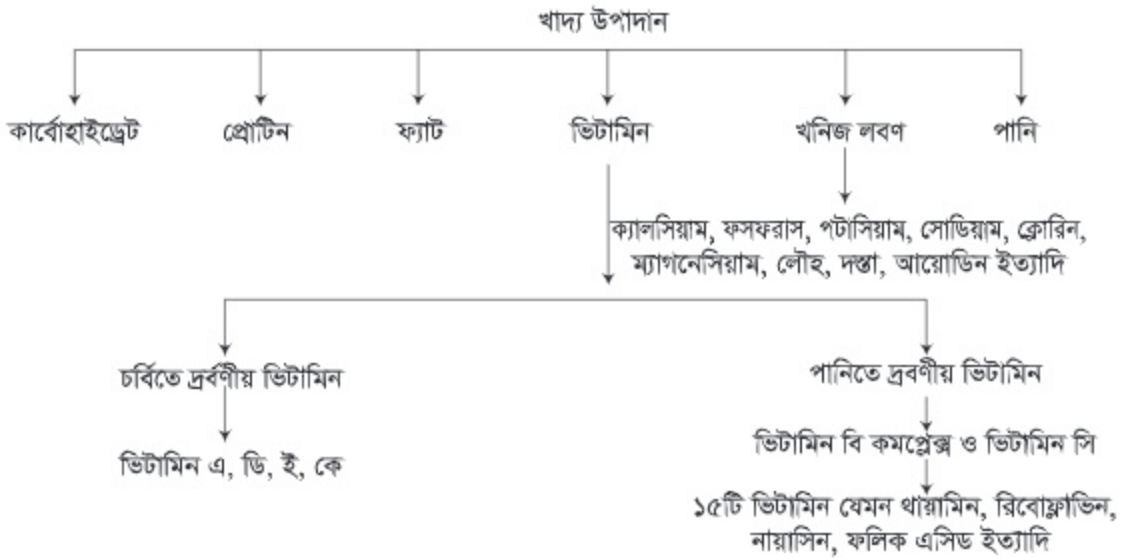 খাদ্য উপাদান
কার্বোহাইড্রেট
প্রোটিন
ফ্যাট
ভিটামিন
খনিজ লবণ
পানি
ক্যালসিয়াম, ফসফরাস, পটাসিয়াম, সোডিয়াম, ক্লোরিন,
ম্যাগনেসিয়াম, লৌহ, দস্তা, আয়োডিন ইত্যাদি
চর্বিতে দ্রবণীয় ভিটামিন
পানিতে দ্রবণীয় ভিটামিন
ভিটামিন এ, ডি, ই, কে
ভিটামিন বি কমপ্লেক্স ও ভিটামিন সি
১৫টি ভিটামিন যেমন থায়ামিন, রিবোফ্লাভিন,
নায়াসিন, ফলিক এসিড ইত্যাদি